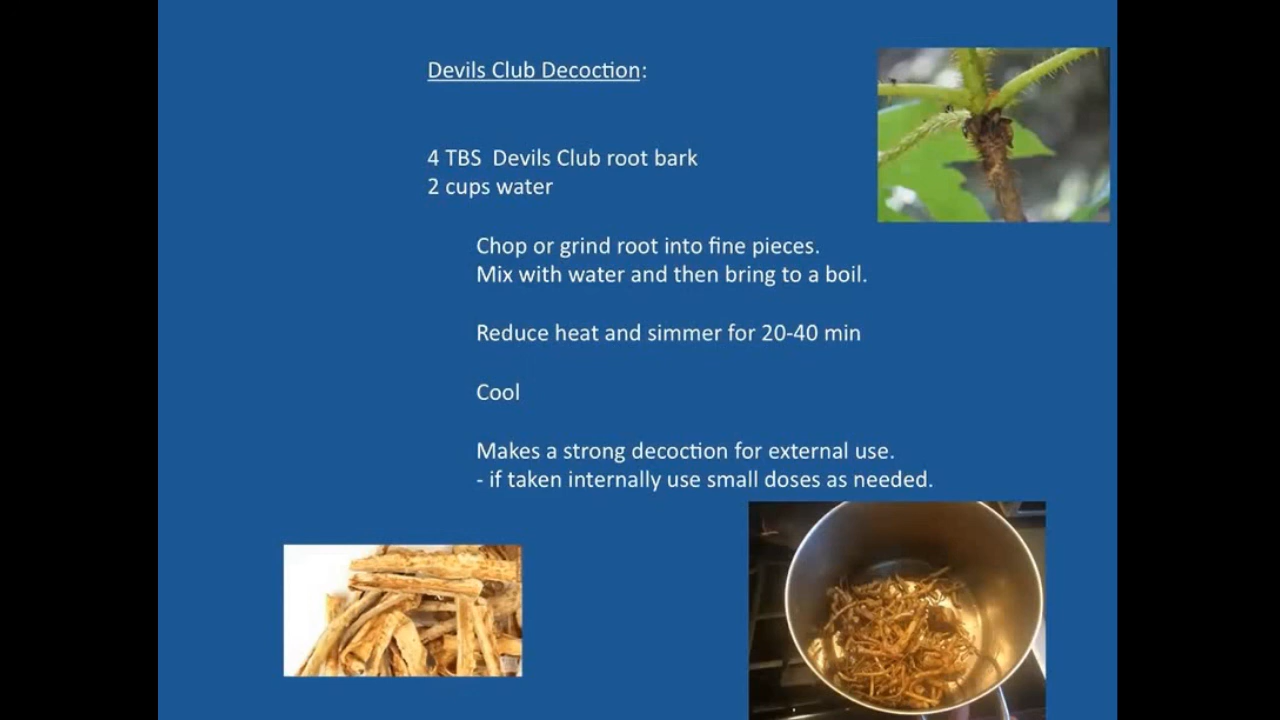 Devils Club Decoction:
4 TBS  Devils Club root bark
2 cups water
Chop or grind root into fine pieces.
Mix with water and then bring to a boil.
Reduce heat and simmer for 20-40 min
Cool
Makes a strong decoction for external use.
- if taken internally use small doses as needed.